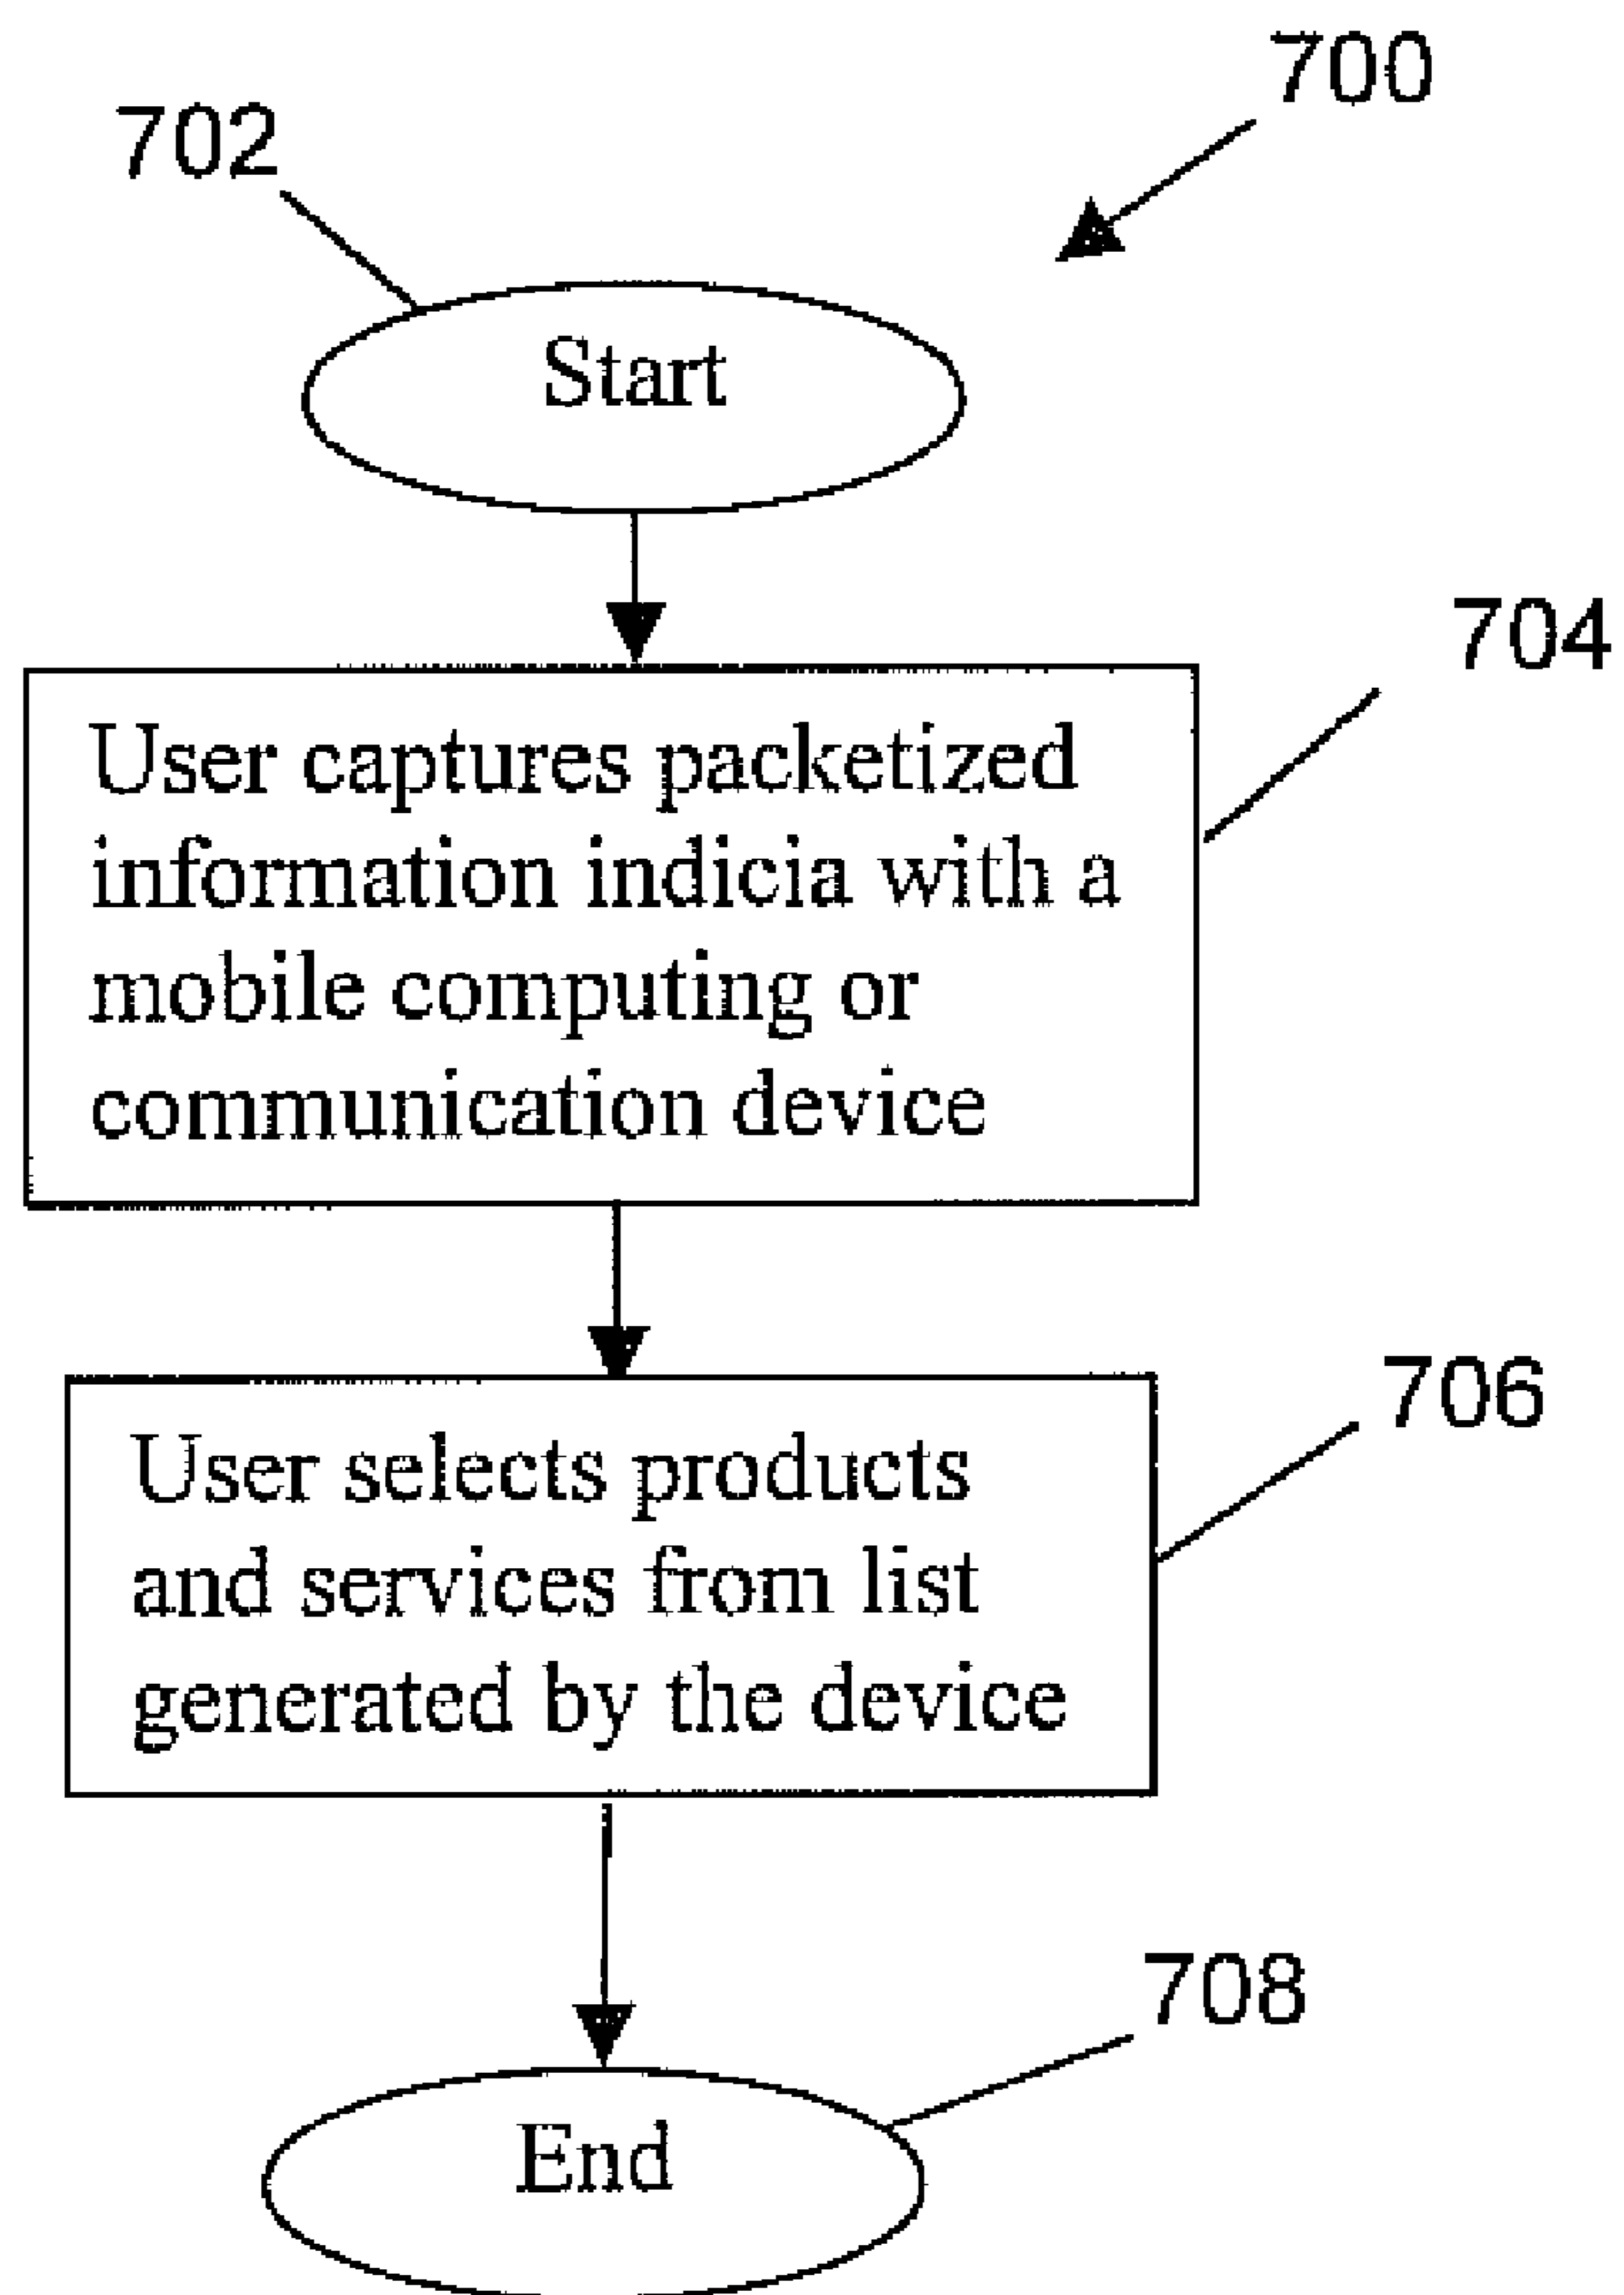 700
702
Start
704
User captures packetized
information indicia with a
mobile computing or
communication device
706
User selects products
and services from list
generated by the device
708
End